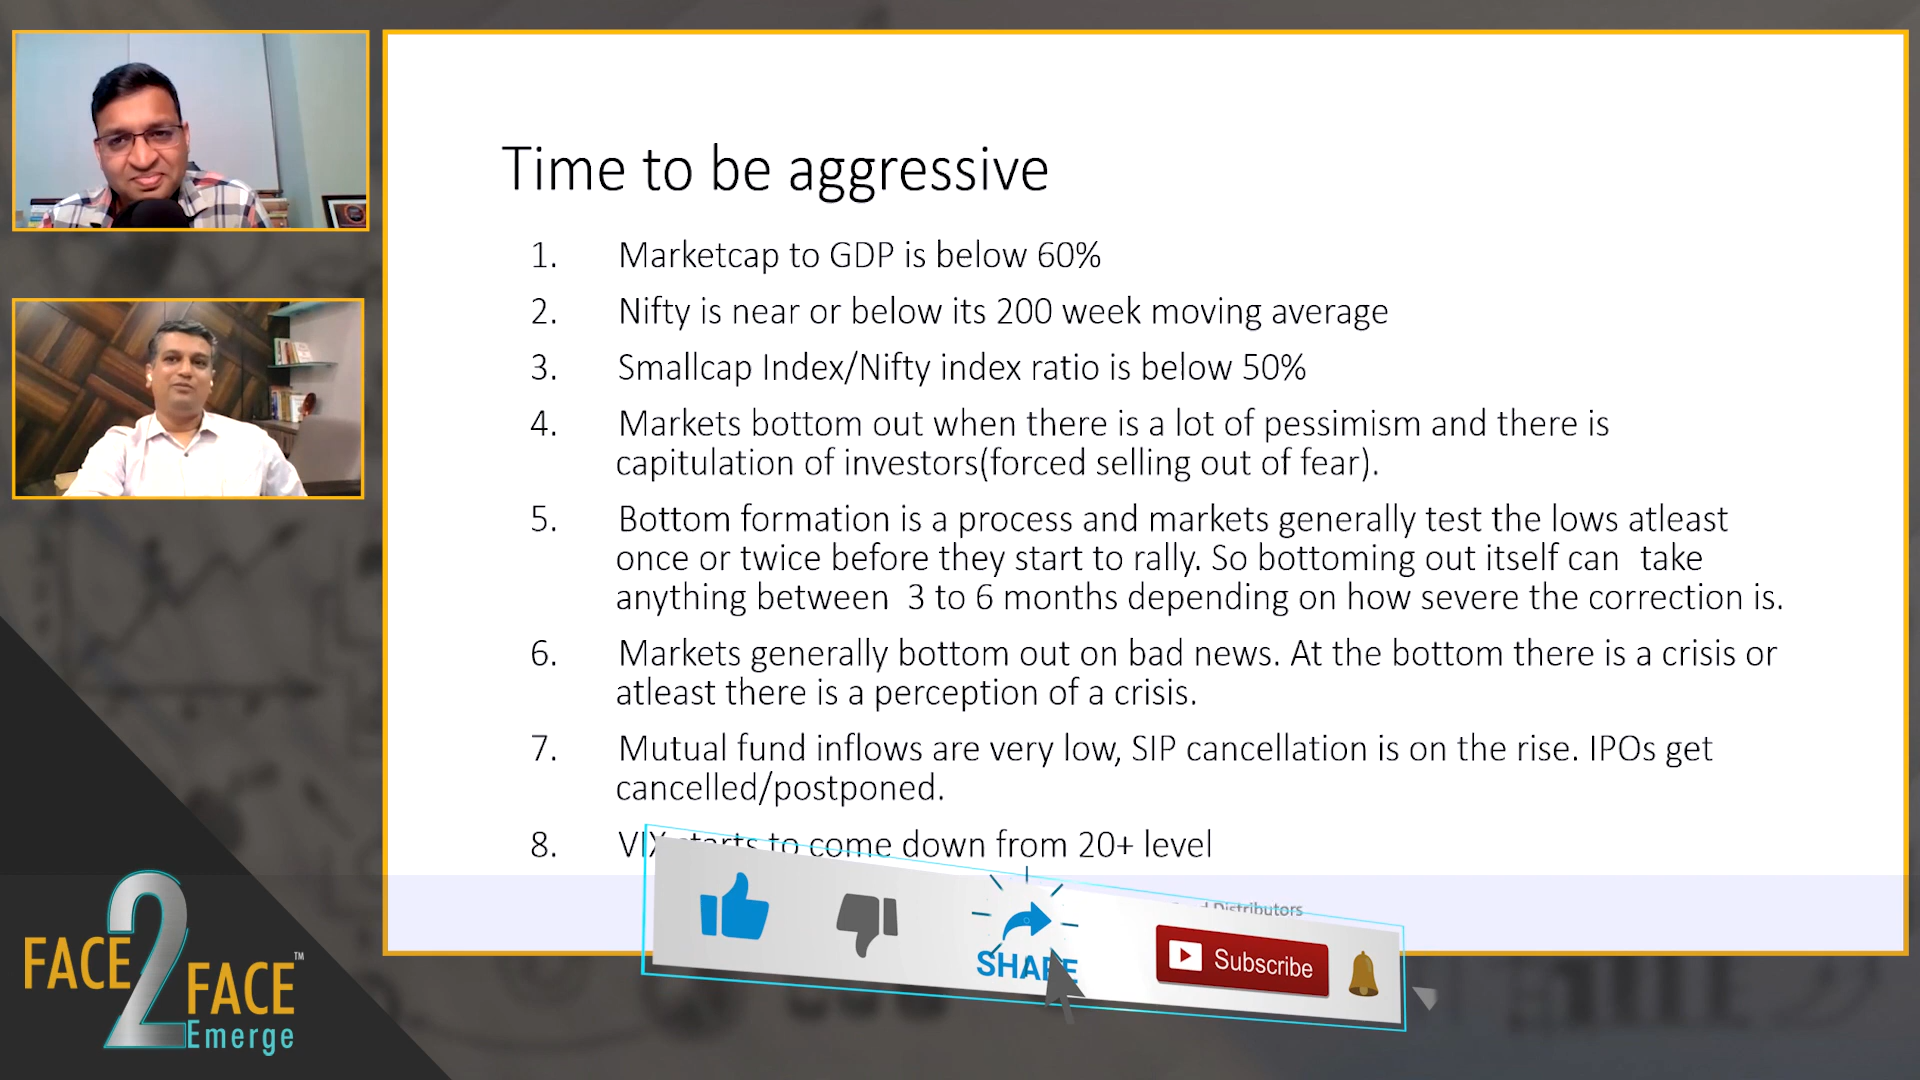 Time to be aggressive
1. Marketcap to GDP is below 60%
2. Nifty is near or below its 200 week moving average
3. Smallcap Index/Nifty index ratio is below 50%
4. Markets bottom out when there is a lot of pessimism and there is
capitulation of investors(forced selling out of fear).
5. Bottom formation is a process and markets generally test the lows atleast
once or twice before they start to rally. So bottoming out itself can take
anything between 3 to 6 months depending on how severe the correction is.
6. Markets generally bottom out on bad news. At the bottom there is a crisis or
atleast there is a perception of a crisis.
7. Mutual fund inflows are very low, SIP cancellation is on the rise. IPOs get
cancelled/postponed.
8. VIX starts to come down from 20+ level
Distributors
SHARE
Subscribe
FACE 2 FACE™
Emerge